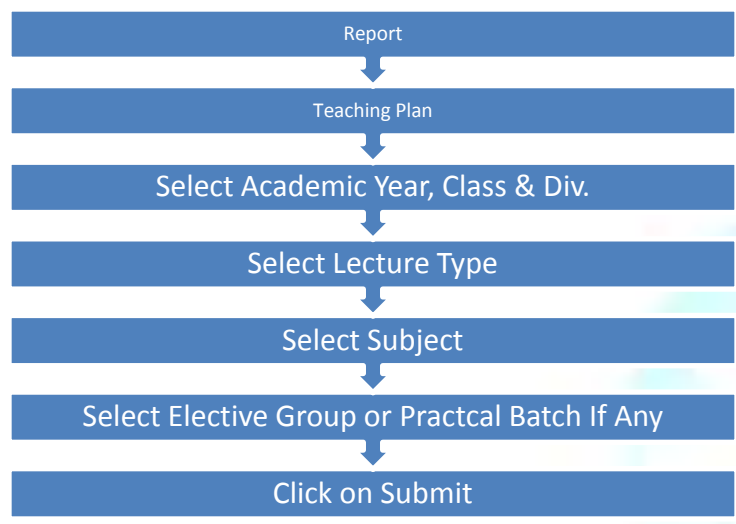 Report
Teaching Plan
Select Academic Year, Class & Div.
Select Lecture Type
Select Subject
Select Elective Group or Practcal Batch If Any
Click on Submit